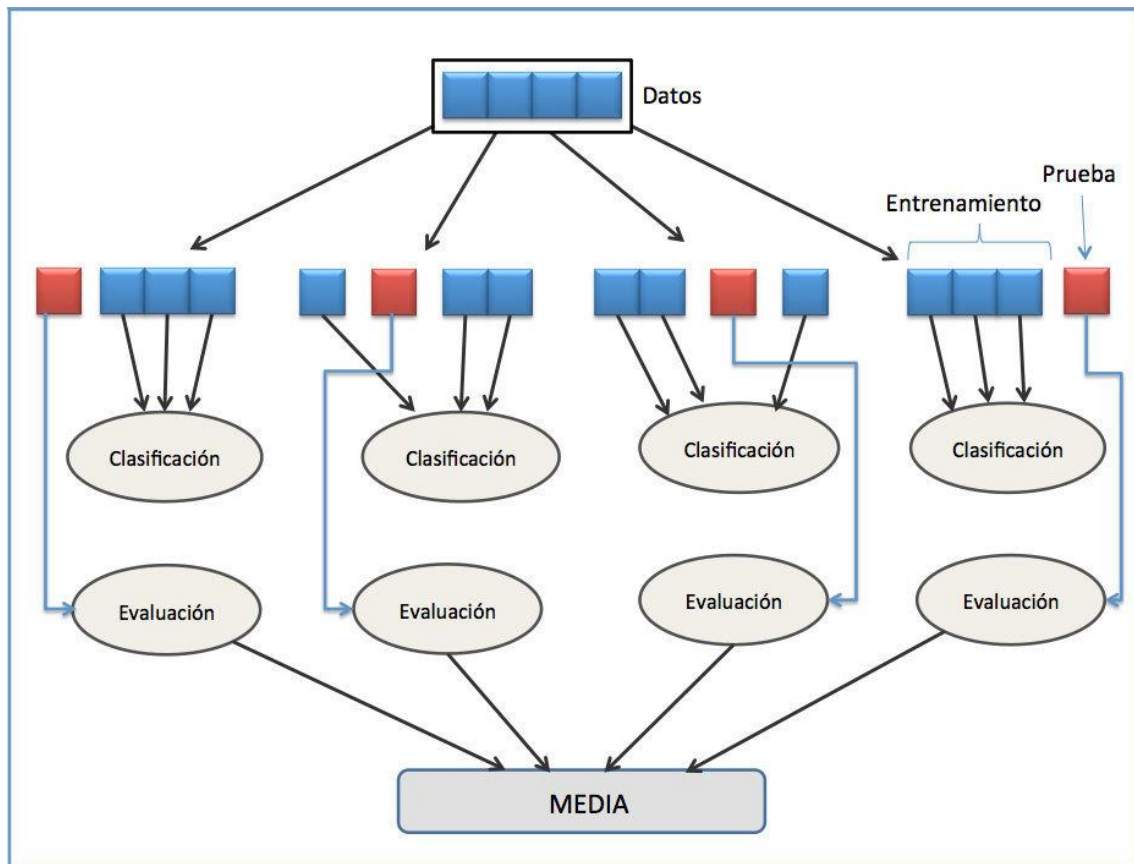 Datos
Prueba
Entrenamiento
Clasificación
Clasificación
Clasificación
Clasificación
Evaluación
Evaluación
Evaluación
Evaluación
MEDIA